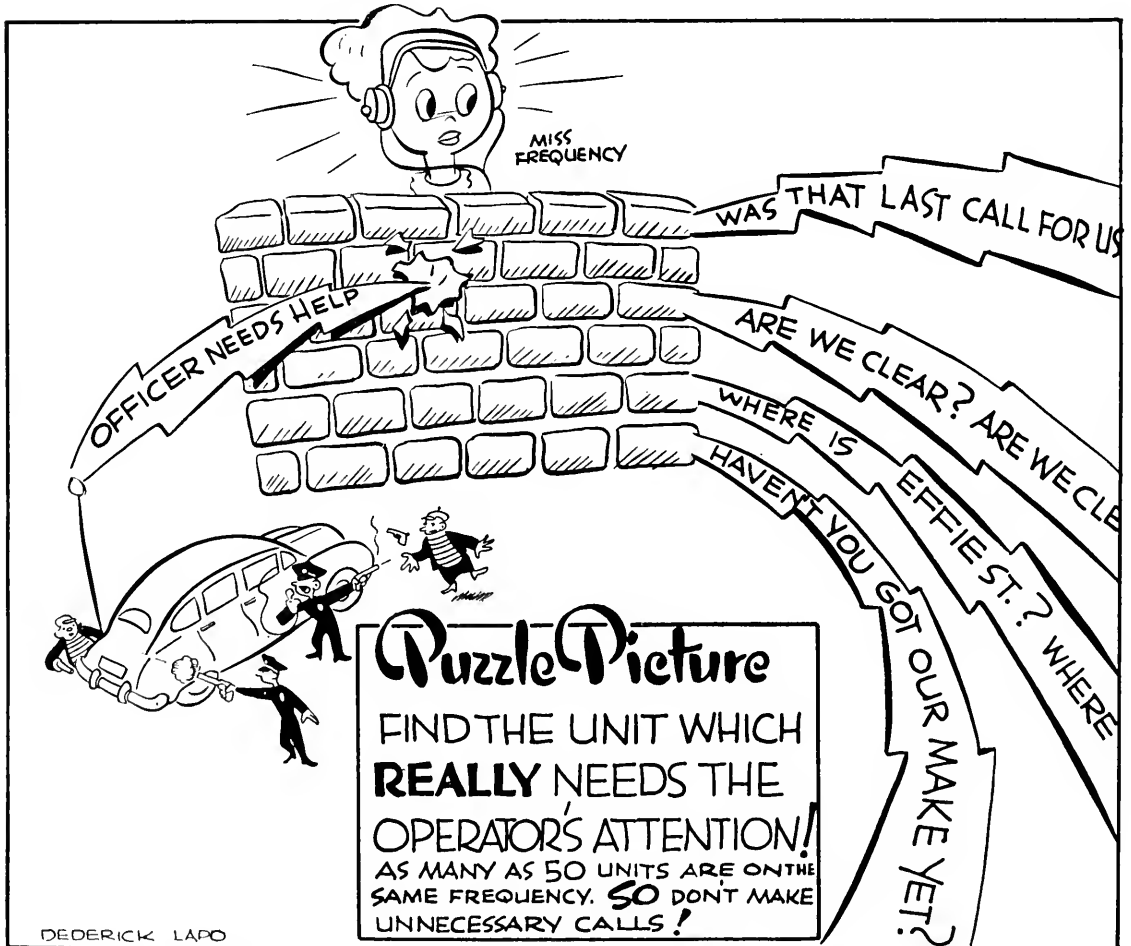 MISS
FREQUENCY
WAS THAT LAST CALL FOR US
OFFICER NEEDS HELP
ARE WE CLEAR? ARE WE CLE
WHERE IS EFFIE ST.? WHERE
HAVEN'T YOU GOT OUR MAKE YET?
Puzzle Picture
FIND THE UNIT WHICH
REALLY NEEDS THE
OPERATOR'S ATTENTION!
AS MANY AS 50 UNITS ARE ON THE
SAME FREQUENCY. SO DON'T MAKE
UNNECESSARY CALLS!
DEDERICK LAPD